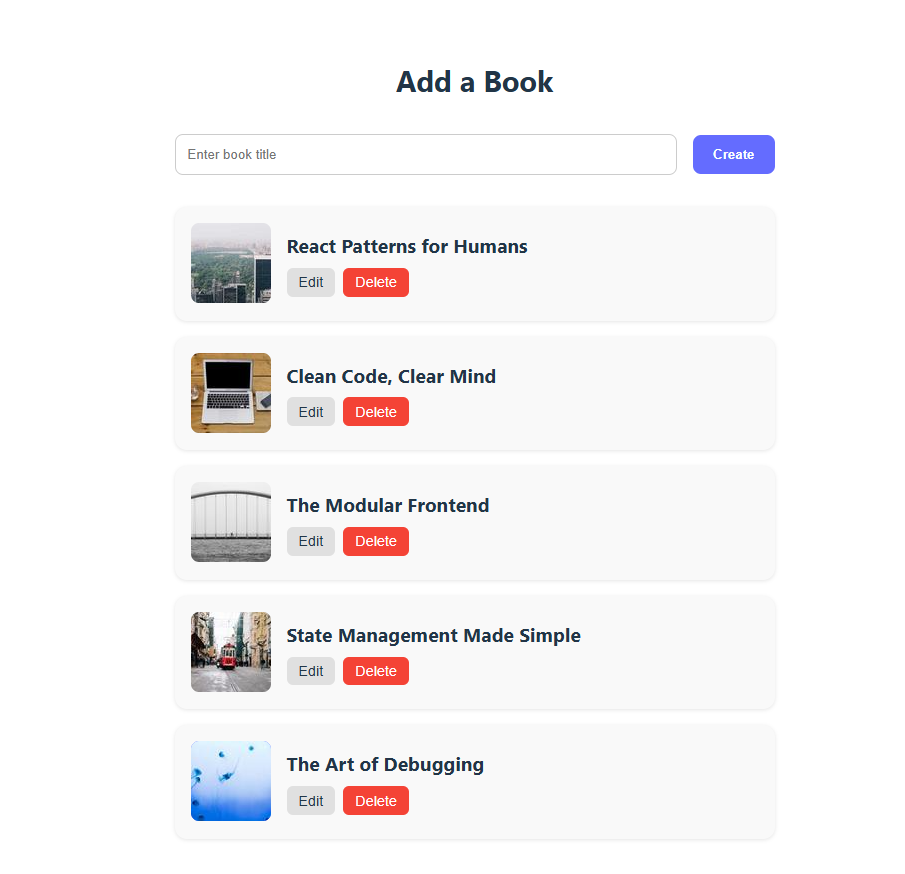 Add a Book
Enter book title
Create
React Patterns for Humans
Edit Delete
Clean Code, Clear Mind
Edit Delete
The Modular Frontend
Edit Delete
State Management Made Simple
Edit Delete
The Art of Debugging
Edit Delete